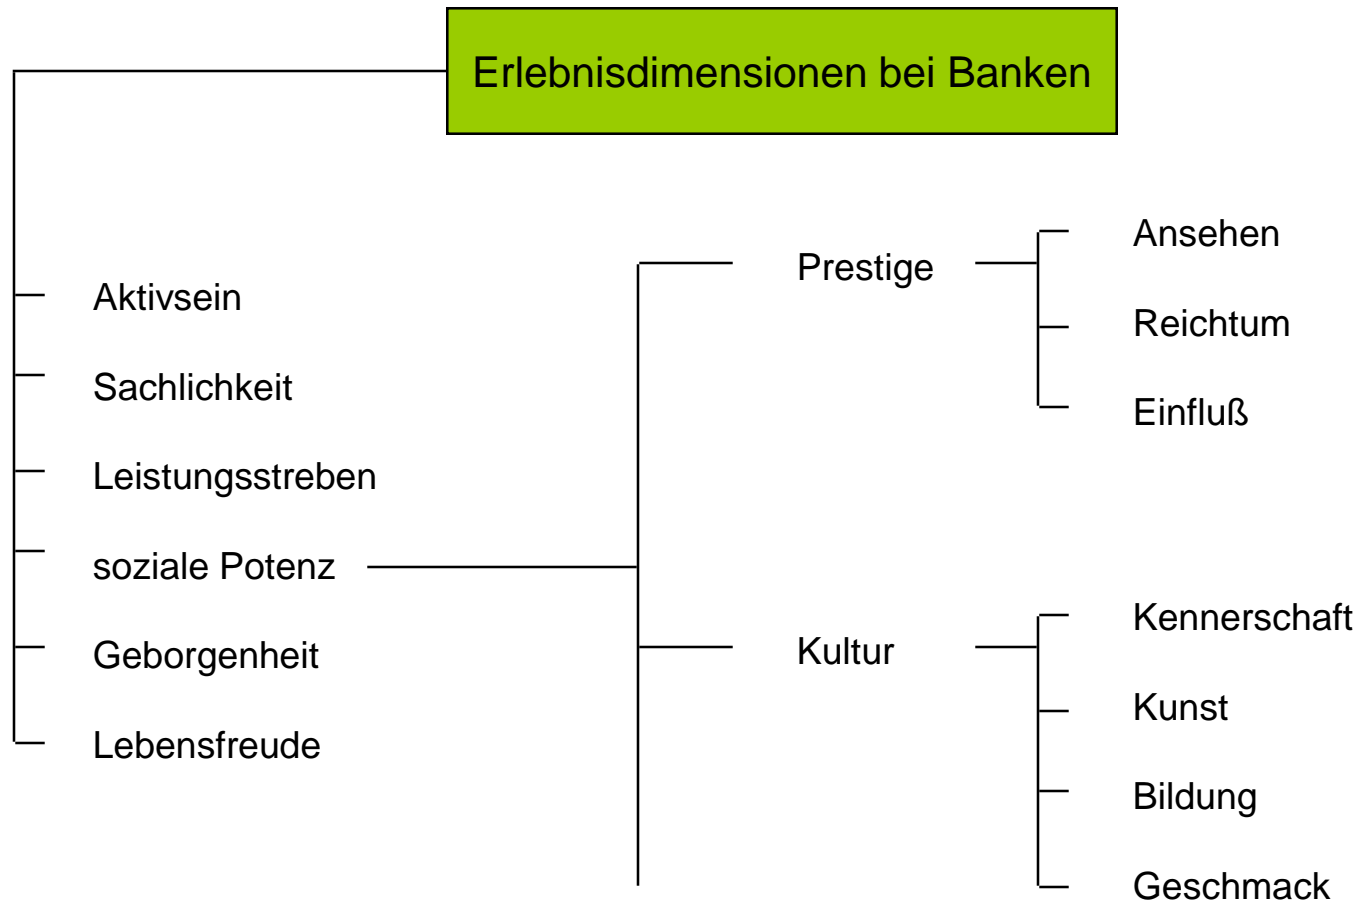 Erlebnisdimensionen bei Banken
Aktivsein
Sachlichkeit
Leistungsstreben
soziale Potenz
Geborgenheit
Lebensfreude
Prestige
Ansehen
Reichtum
Einfluß
Kultur
Kennerschaft
Kunst
Bildung
Geschmack